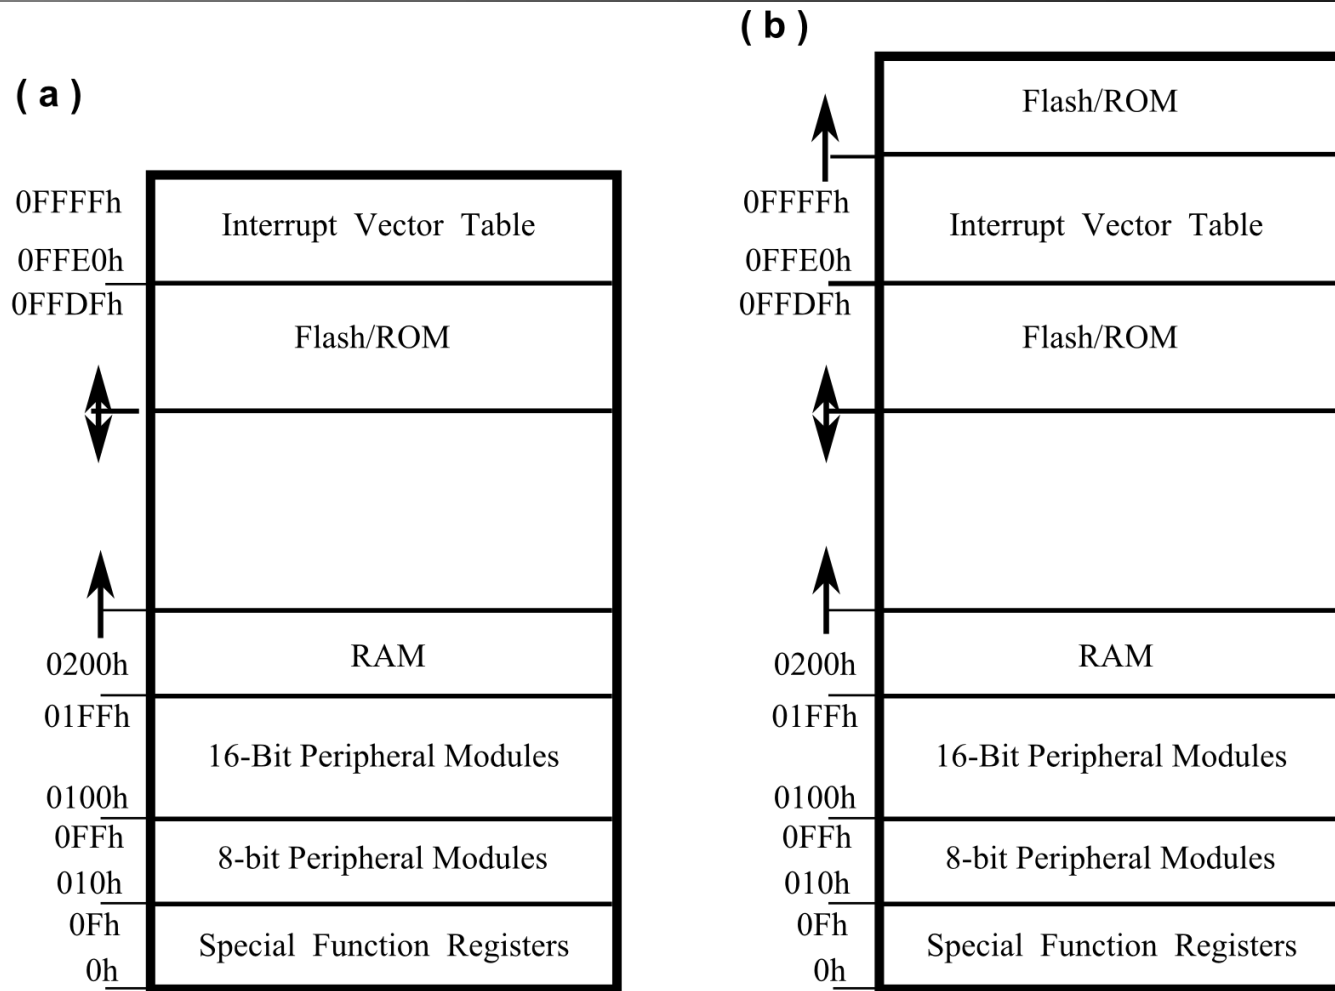 ( a )
0FFFFh
Interrupt Vector Table
0FFE0h
0FFDFh
Flash/ROM
RAM
0200h
01FFh
16-Bit Peripheral Modules
0100h
0FFh
8-bit Peripheral Modules
010h
0Fh
Special Function Registers
0h
( b )
Flash/ROM
0FFFFh
Interrupt Vector Table
0FFE0h
0FFDFh
Flash/ROM
RAM
0200h
01FFh
16-Bit Peripheral Modules
0100h
0FFh
8-bit Peripheral Modules
010h
0Fh
Special Function Registers
0h